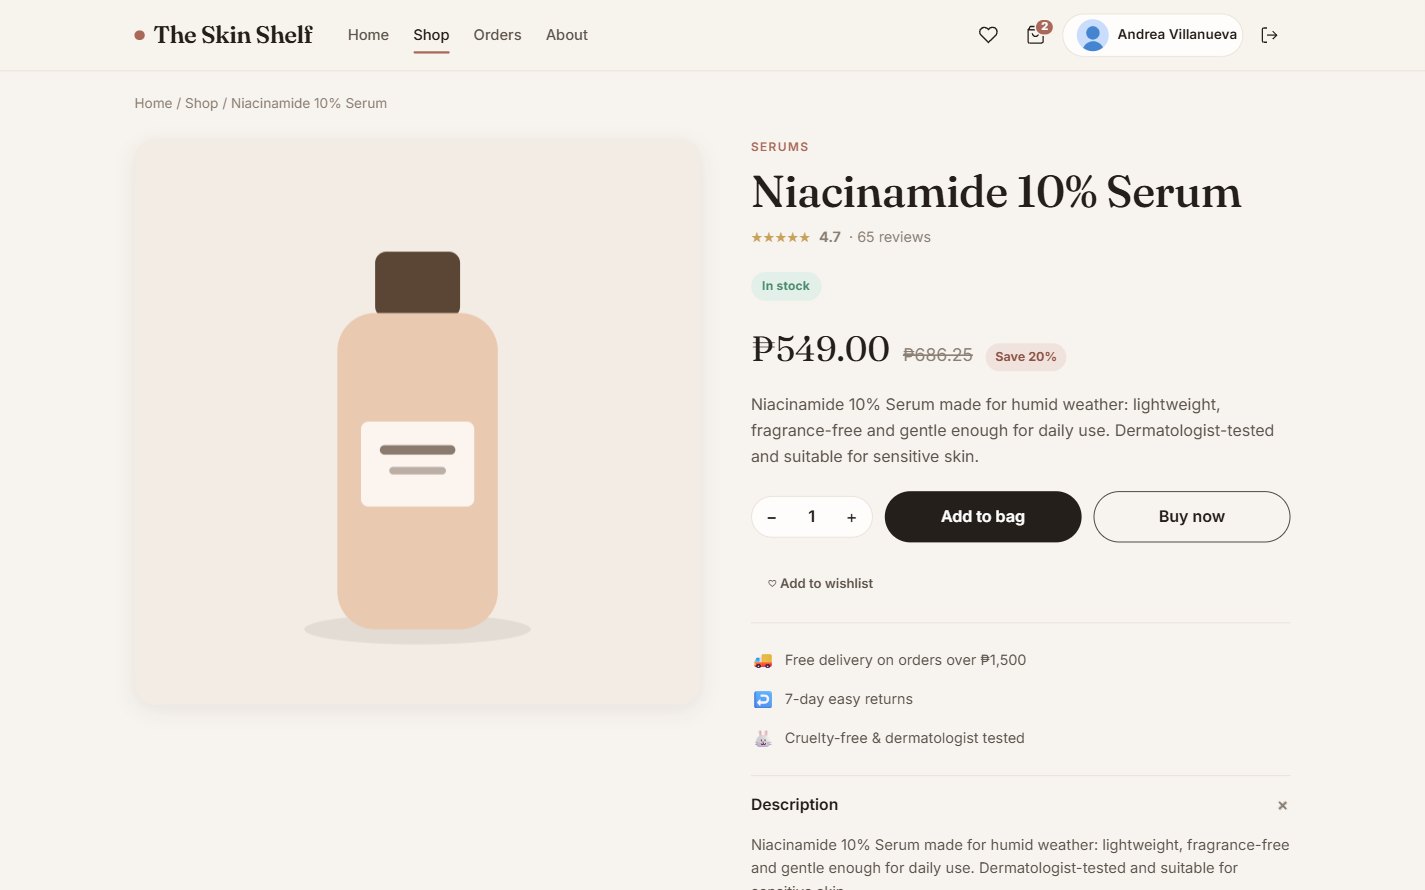 The Skin Shelf
Home
Shop
Orders
About
2
Andrea Villanueva
Home / Shop / Niacinamide 10% Serum
SERUMS
Niacinamide 10% Serum
★★★★★ 4.7 · 65 reviews
In stock
₱549.00 ₱686.25 Save 20%
Niacinamide 10% Serum made for humid weather: lightweight,
fragrance-free and gentle enough for daily use. Dermatologist-tested
and suitable for sensitive skin.
− 1 +
Add to bag
Buy now
♡ Add to wishlist
Free delivery on orders over ₱1,500
7-day easy returns
Cruelty-free & dermatologist tested
Description ×
Niacinamide 10% Serum made for humid weather: lightweight, fragrance-free
and gentle enough for daily use. Dermatologist-tested and suitable for
sensitive skin.